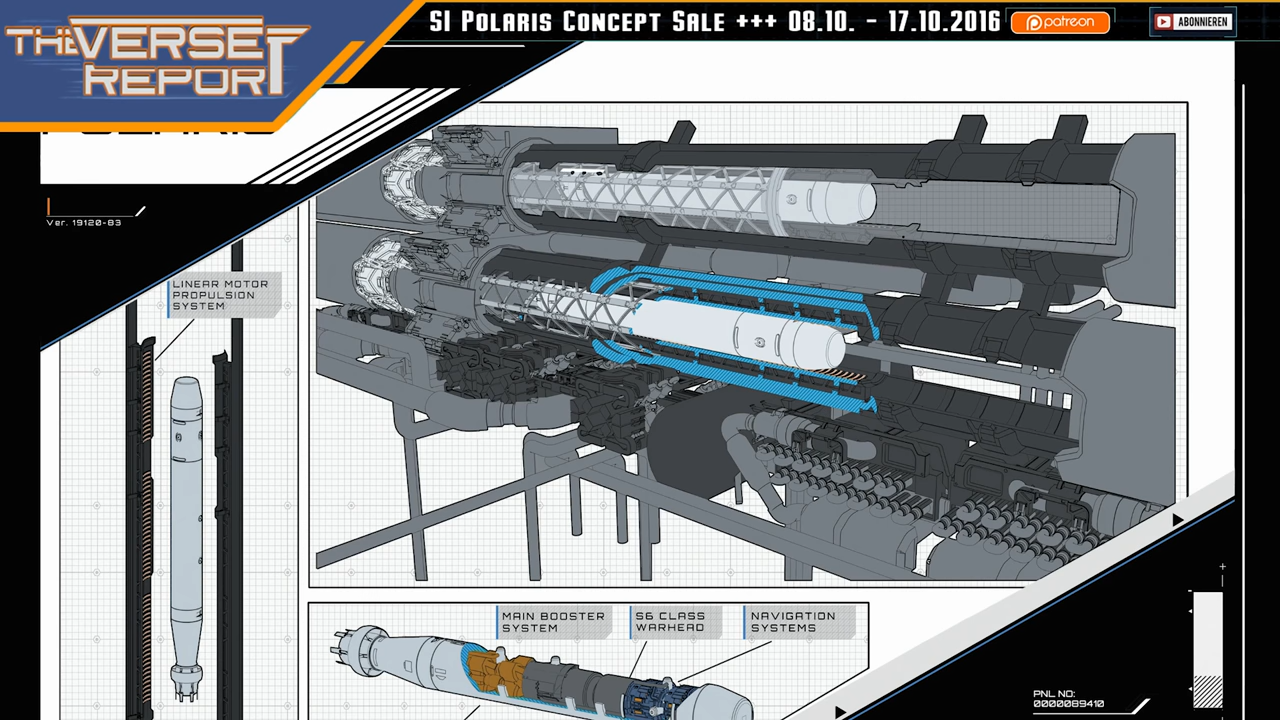 THE VERSE
REPORT
SI POLARIS CONCEPT SALE +++ 08.10. - 17.10.2016
patreon
ABONNIEREN
Ver. 19120-83
LINEAR MOTOR
PROPULSION
SYSTEM
MAIN BOOSTER
SYSTEM
S6 CLASS
WARHEAD
NAVIGATION
SYSTEMS
PNL NO:
0000089410